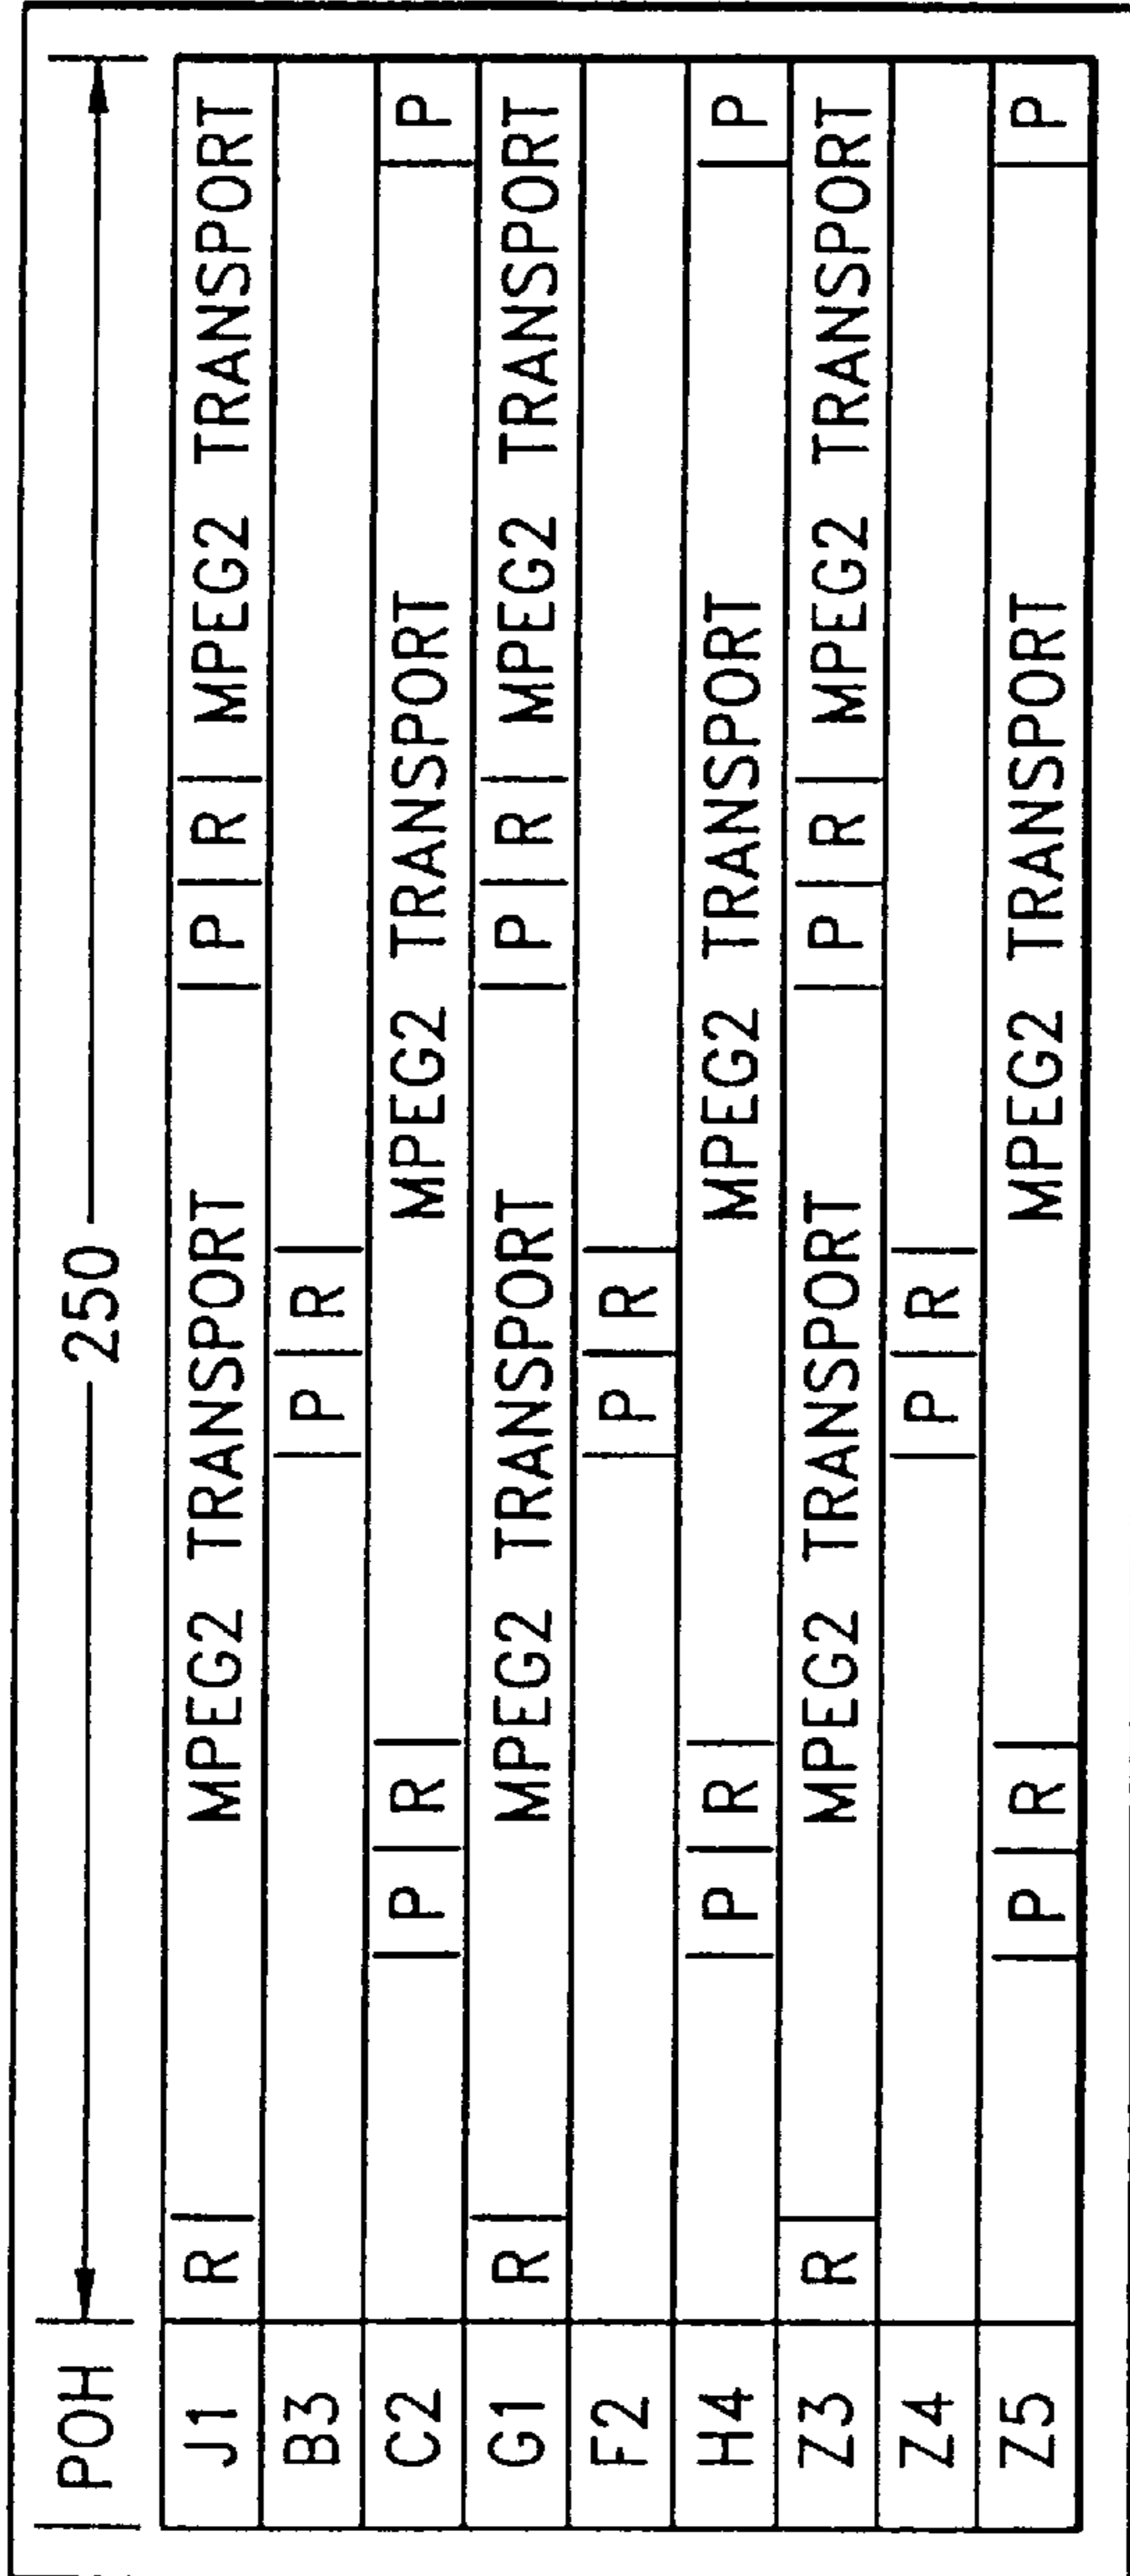 POH 250
J1 R MPEG2 TRANSPORT P R MPEG2 TRANSPORT
B3 P R
C2 P R MPEG2 TRANSPORT P
G1 R MPEG2 TRANSPORT P R MPEG2 TRANSPORT
F2 P R
H4 P R MPEG2 TRANSPORT P
Z3 R MPEG2 TRANSPORT P R MPEG2 TRANSPORT
Z4 P R
Z5 P R MPEG2 TRANSPORT P